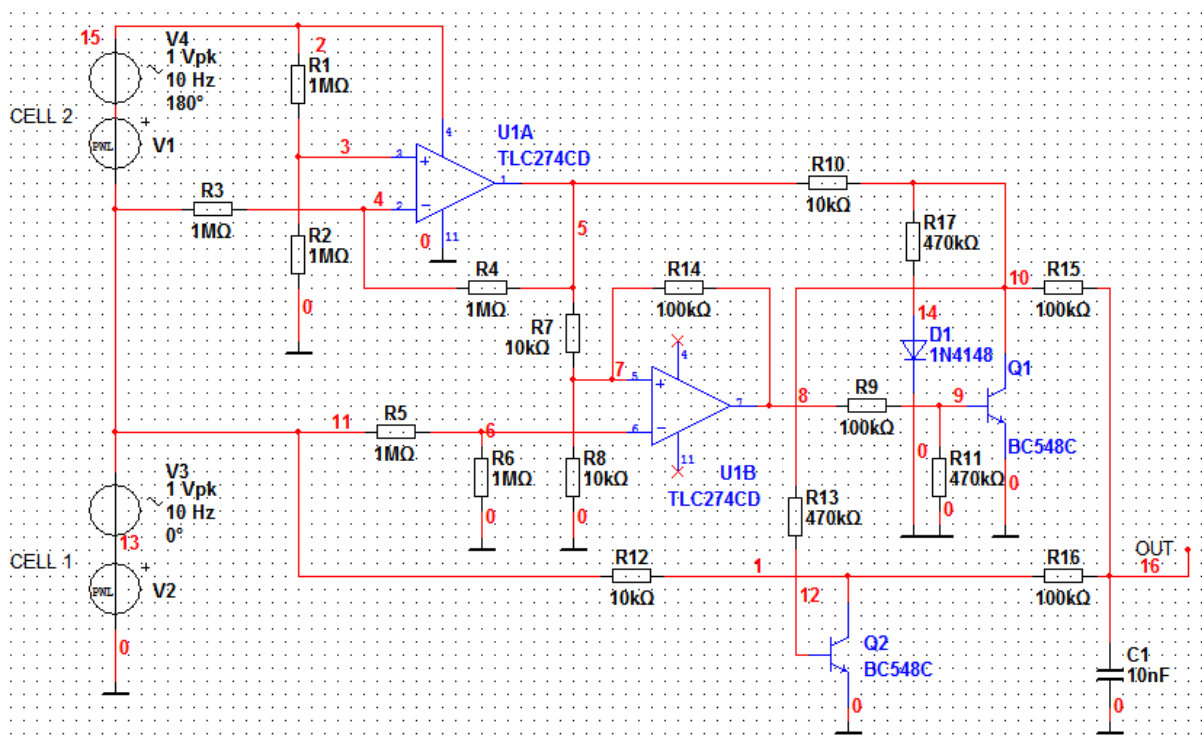 15
V4
1 Vpk
10 Hz
180°
CELL 2
PWL
+
V1
2
R1
1MΩ
3
3
+
4
U1A
TLC274CD
1
R3
1MΩ
4
2
−
R2
1MΩ
0
11
0
R10
10kΩ
5
R17
470kΩ
R4
1MΩ
R14
100kΩ
10
R15
100kΩ
R7
10kΩ
14
D1
1N4148
7
5
+
4
7
8
R9
100kΩ
9
Q1
BC548C
11
R5
1MΩ
6
6
−
11
U1B
TLC274CD
R6
1MΩ
0
R8
10kΩ
0
0
R11
470kΩ
0
0
V3
1 Vpk
10 Hz
0°
13
CELL 1
PWL
+
V2
0
R13
470kΩ
R12
10kΩ
1
12
R16
100kΩ
OUT
16
Q2
BC548C
0
C1
10nF
0